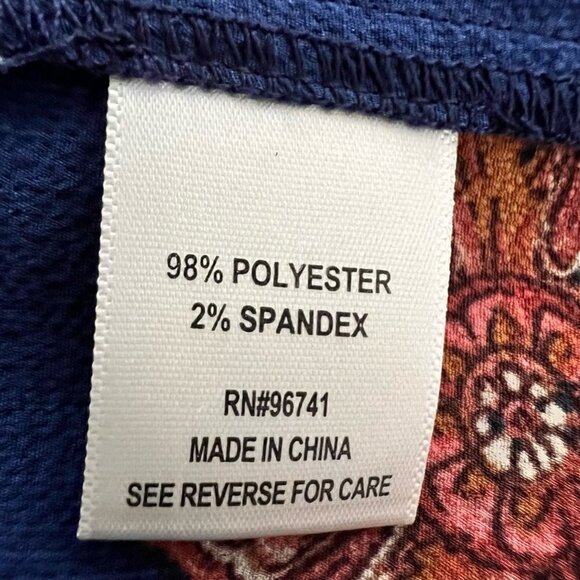 98% POLYESTER
2% SPANDEX
RN#96741
MADE IN CHINA
SEE REVERSE FOR CARE